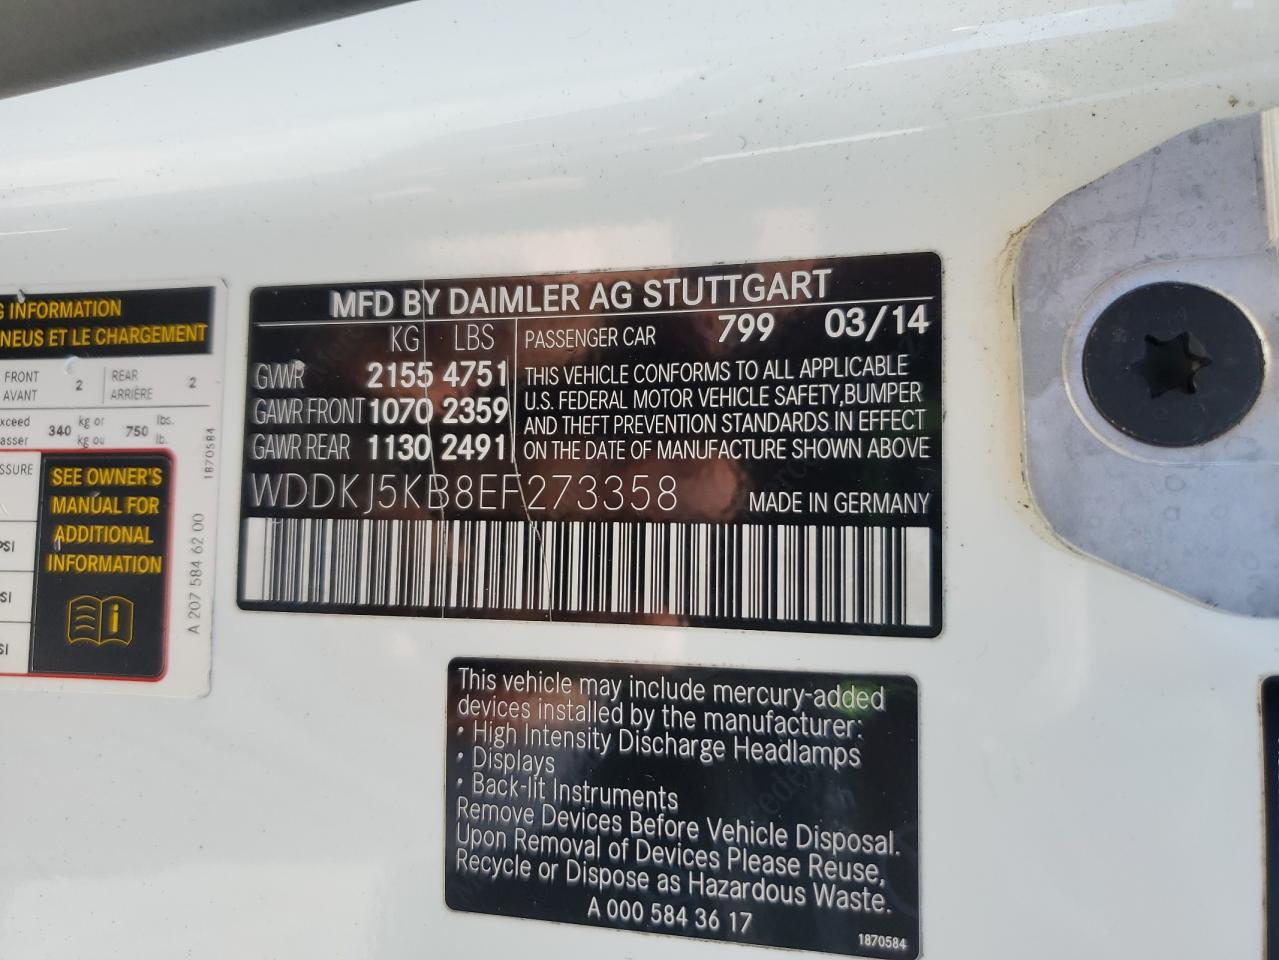 G INFORMATION
NEUS ET LE CHARGEMENT
FRONT
AVANT
2
REAR
ARRIÈRE
2
xceed
asser
340
kg or
kg ou
750
lbs.
lb.
SSURE
PSI
SI
SI
SEE OWNER'S
MANUAL FOR
ADDITIONAL
INFORMATION
1870584
A 207 584 62 00
MFD BY DAIMLER AG STUTTGART
KG LBS
GVWR 2155 4751
GAWR FRONT 1070 2359
GAWR REAR 1130 2491
PASSENGER CAR 799 03/14
THIS VEHICLE CONFORMS TO ALL APPLICABLE
U.S. FEDERAL MOTOR VEHICLE SAFETY,BUMPER
AND THEFT PREVENTION STANDARDS IN EFFECT
ON THE DATE OF MANUFACTURE SHOWN ABOVE
WDDKJ5KB8EF273358
MADE IN GERMANY
This vehicle may include mercury-added
devices installed by the manufacturer:
• High Intensity Discharge Headlamps
• Displays
• Back-lit Instruments
Remove Devices Before Vehicle Disposal.
Upon Removal of Devices Please Reuse,
Recycle or Dispose as Hazardous Waste.
A 000 584 36 17
1870584